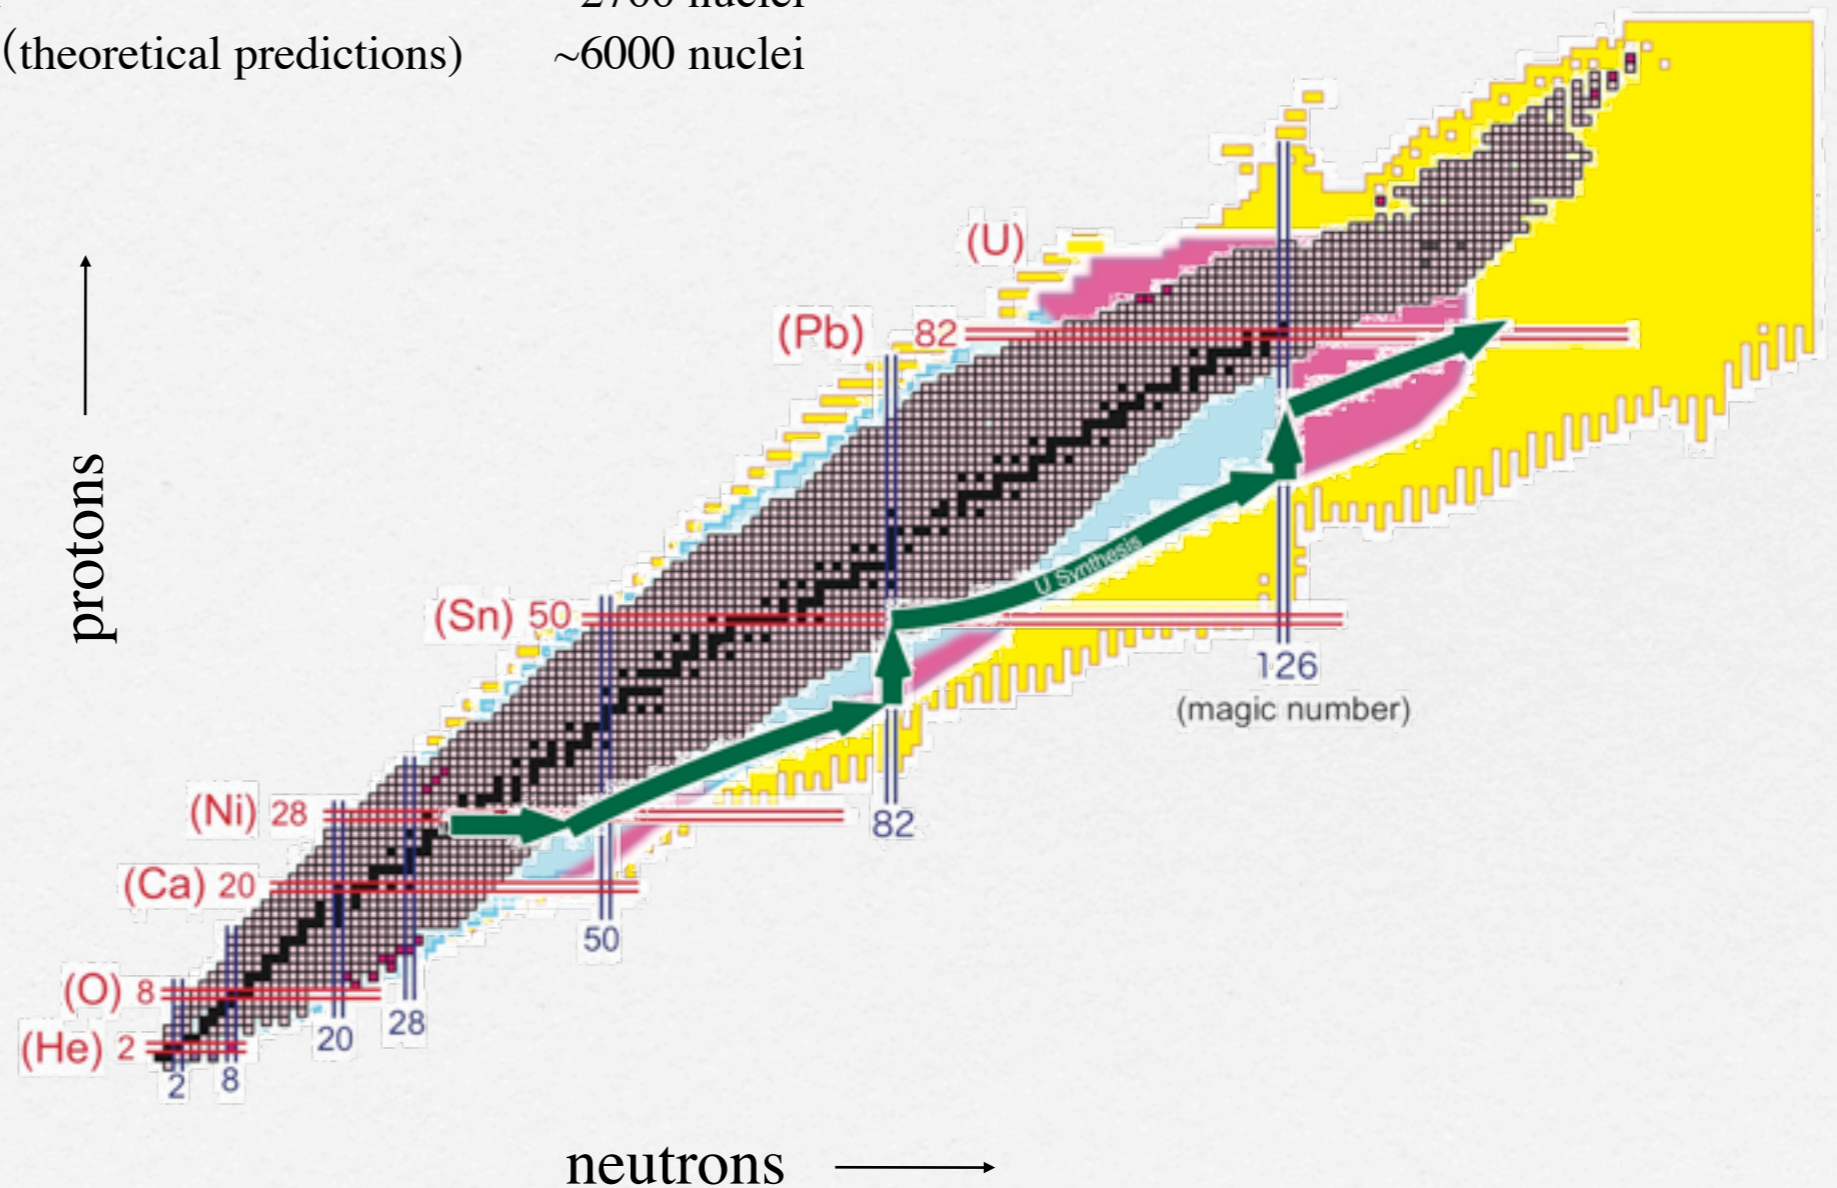 nuclei
(theoretical predictions) ~6000 nuclei
(U)
(Pb) 82
U Synthesis
(Sn) 50
126
(magic number)
(Ni) 28
82
(Ca) 20
50
(O) 8
28
20
(He) 2
2
8
protons
neutrons